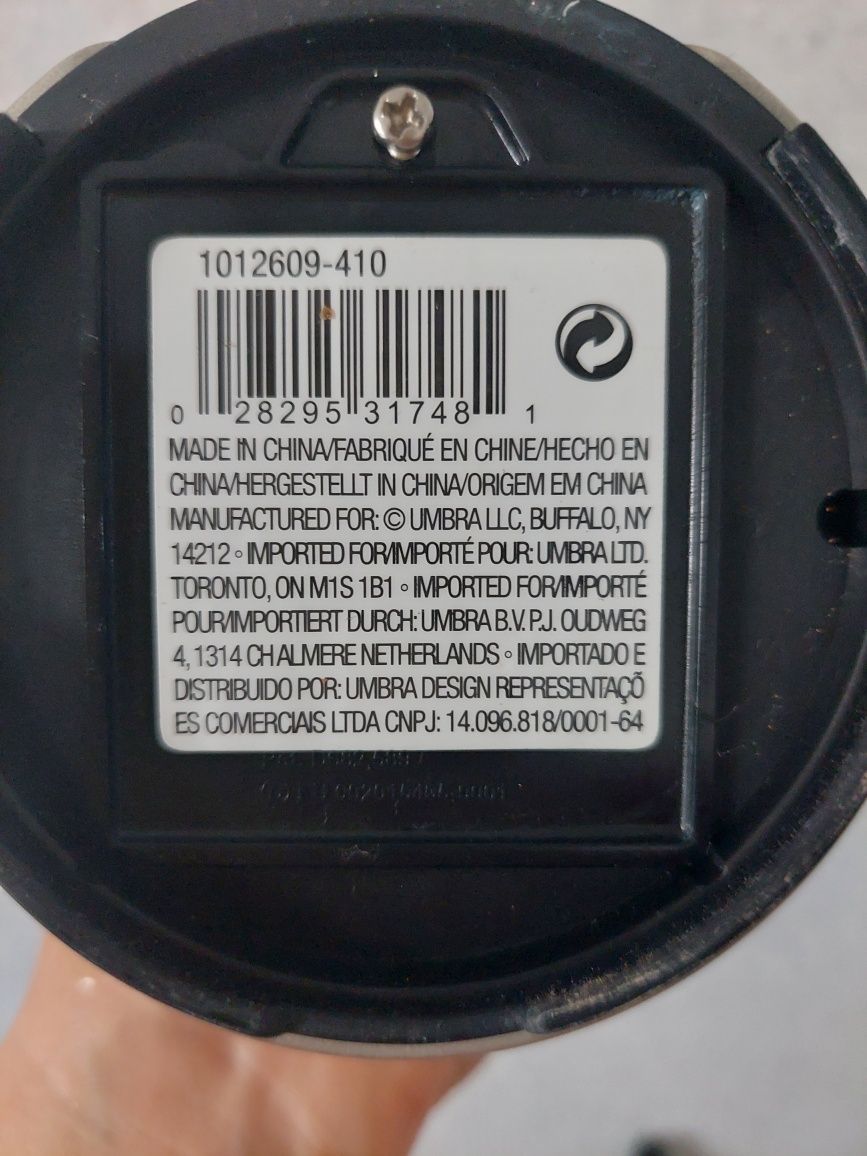 1012609-410
0 28295 31748 1
MADE IN CHINA/FABRIQUÉ EN CHINE/HECHO EN
CHINA/HERGESTELLT IN CHINA/ORIGEM EM CHINA
MANUFACTURED FOR: © UMBRA LLC, BUFFALO, NY
14212 ◦ IMPORTED FOR/IMPORTÉ POUR: UMBRA LTD.
TORONTO, ON M1S 1B1 ◦ IMPORTED FOR/IMPORTÉ
POUR/IMPORTIERT DURCH: UMBRA B.V. P.J. OUDWEG
4, 1314 CH ALMERE NETHERLANDS ◦ IMPORTADO E
DISTRIBUIDO POR: UMBRA DESIGN REPRESENTAÇÕ
ES COMERCIAIS LTDA CNPJ: 14.096.818/0001-64